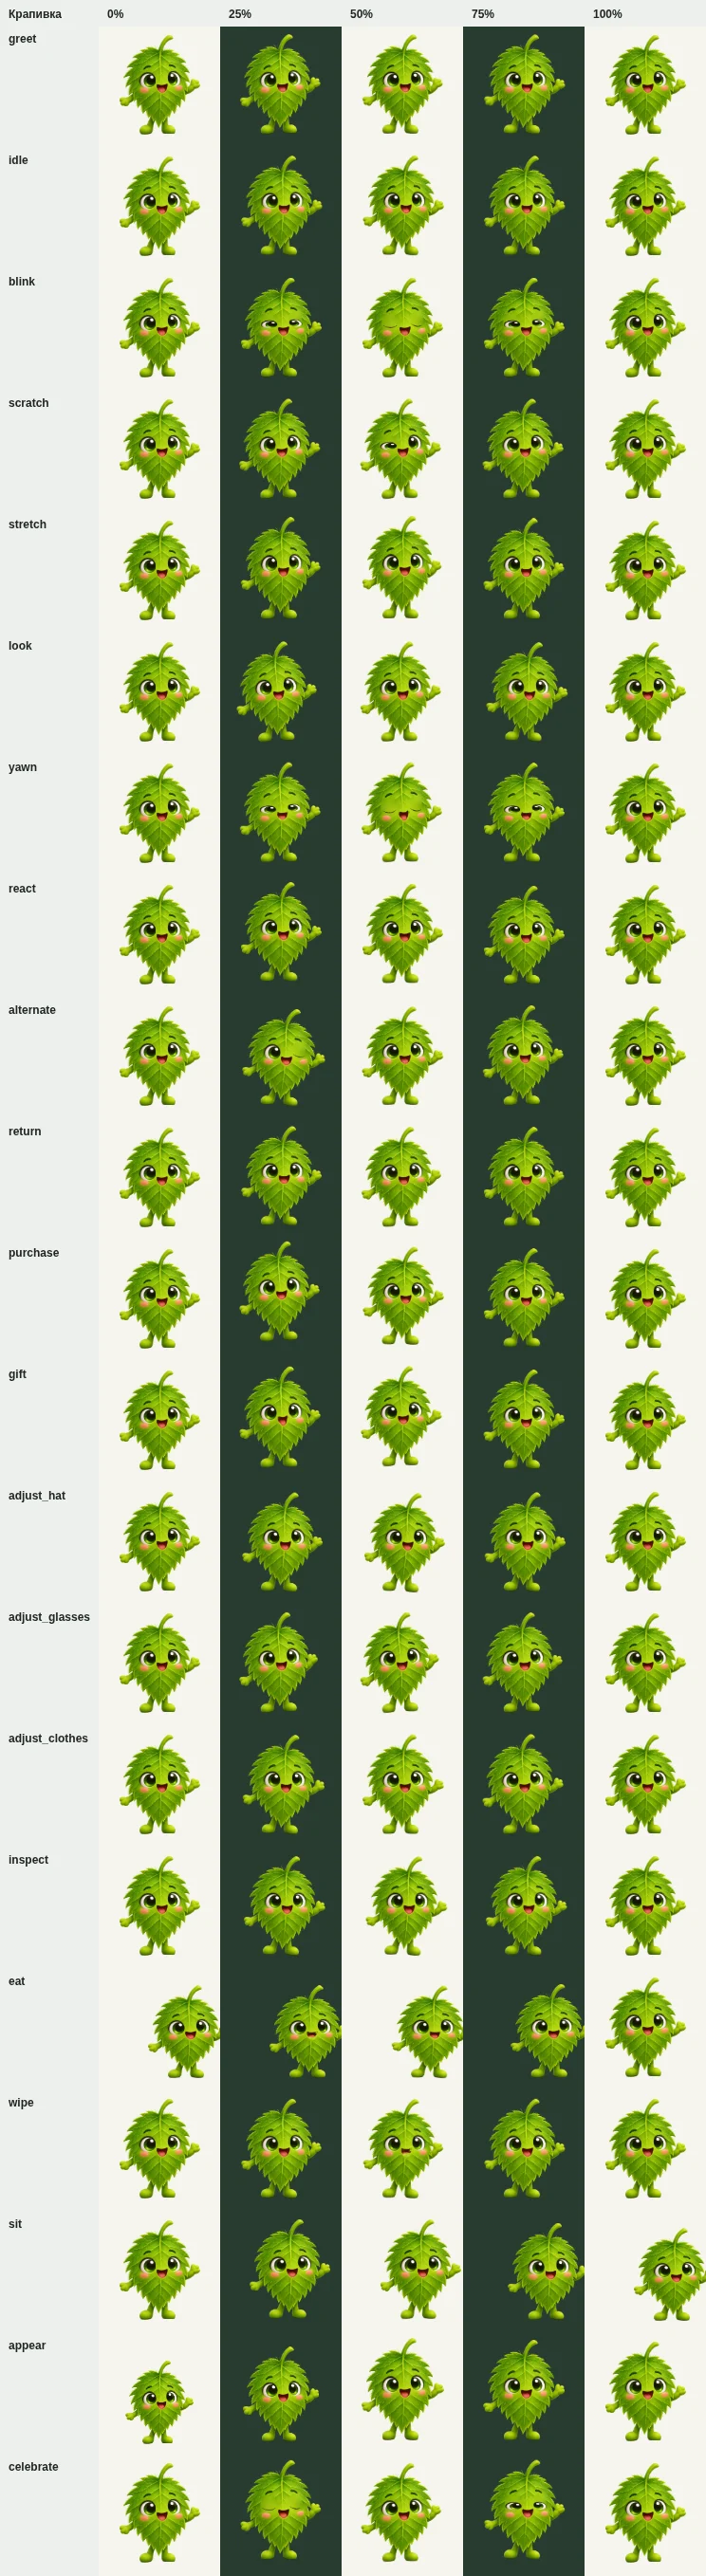 Крапивка 0% 25% 50% 75% 100%
greet
idle
blink
scratch
stretch
look
yawn
react
alternate
return
purchase
gift
adjust_hat
adjust_glasses
adjust_clothes
inspect
eat
wipe
sit
appear
celebrate